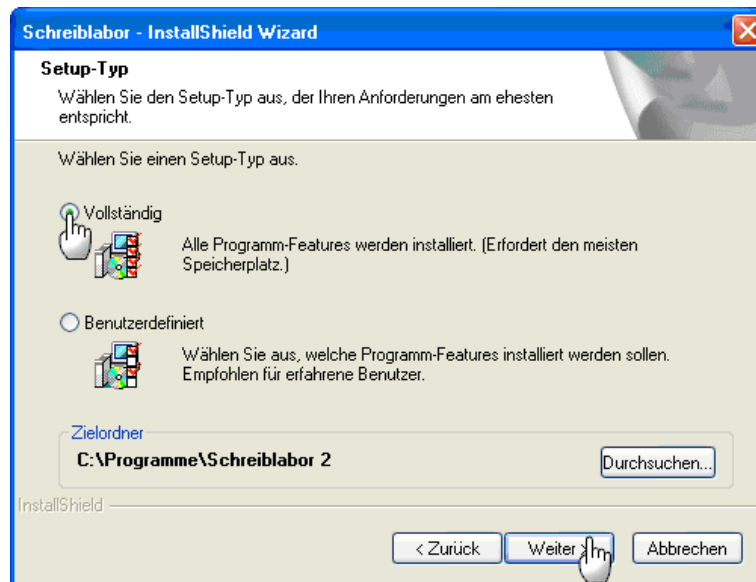 Schreiblabor - InstallShield Wizard
Setup-Typ
Wählen Sie den Setup-Typ aus, der Ihren Anforderungen am ehesten
entspricht.
Wählen Sie einen Setup-Typ aus.
Vollständig
Alle Programm-Features werden installiert. (Erfordert den meisten
Speicherplatz.)
Benutzerdefiniert
Wählen Sie aus, welche Programm-Features installiert werden sollen.
Empfohlen für erfahrene Benutzer.
Zielordner
C:\Programme\Schreiblabor 2
Durchsuchen...
InstallShield
< Zurück
Weiter >
Abbrechen